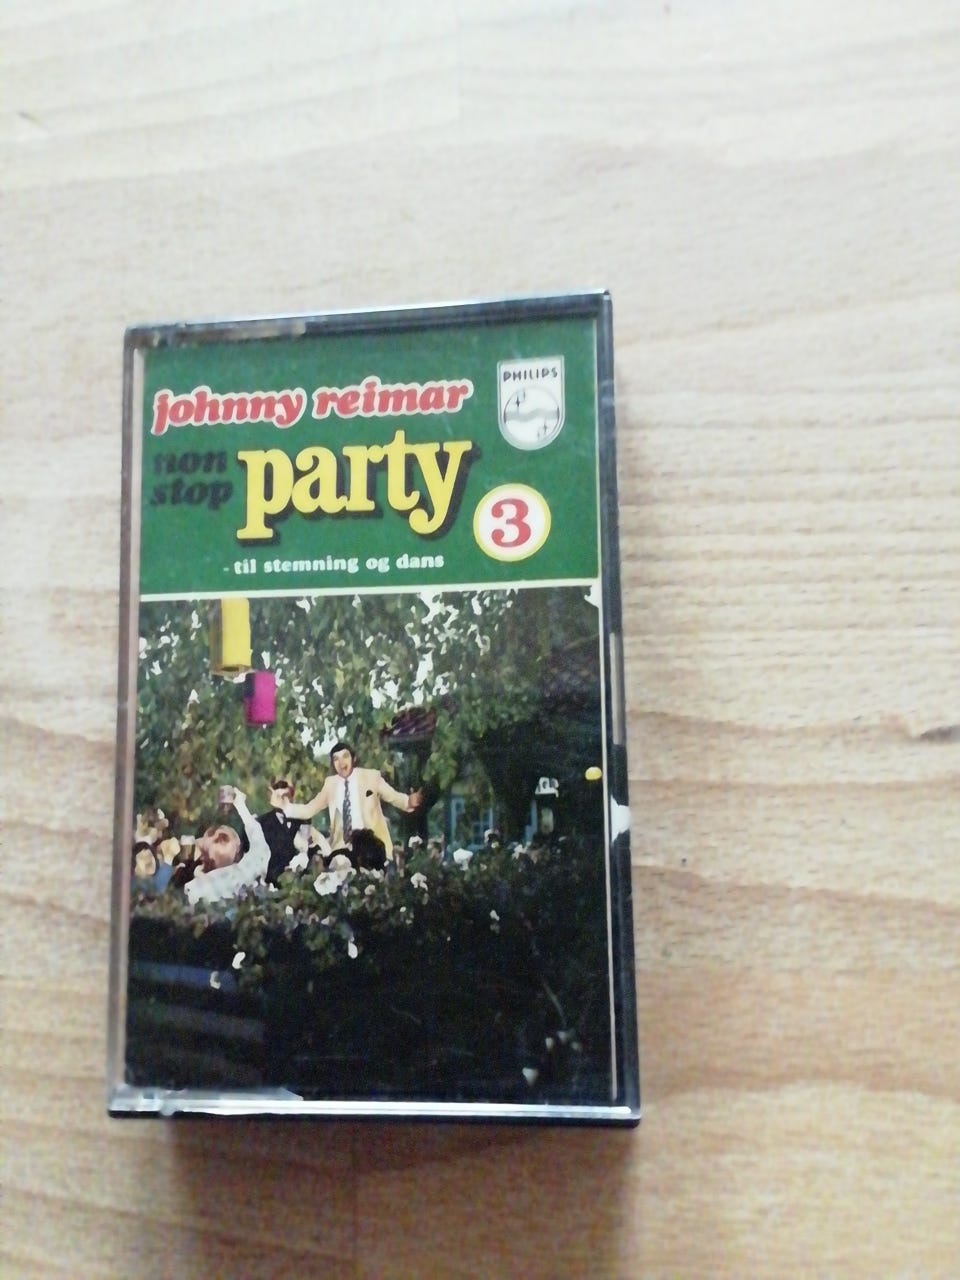 johnny reimar
PHILIPS
non
stop
party
3
- til stemning og dans